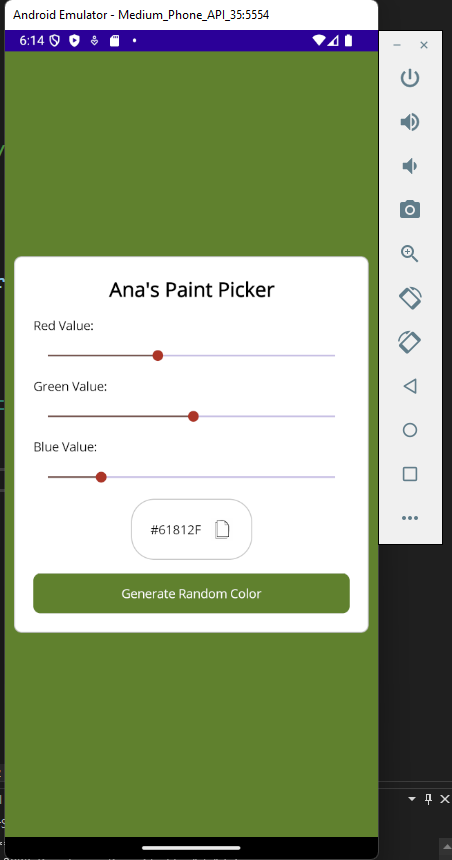 Android Emulator - Medium_Phone_API_35:5554
6:14
Ana's Paint Picker
Red Value:
Green Value:
Blue Value:
#61812F
Generate Random Color